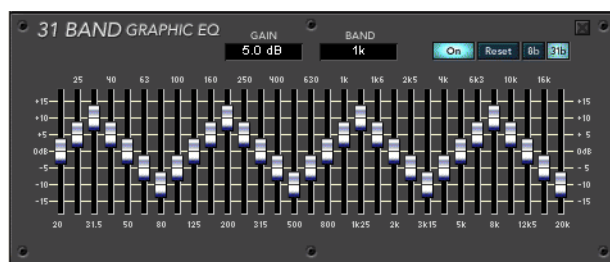 31 BAND GRAPHIC EQ
GAIN BAND
5.0 dB 1k
On Reset 8b 31b
25 40 63 100 160 250 400 630 1k 1k6 2k5 4k 6k3 10k 16k
+15 +15
+10 +10
+5 +5
0dB 0dB
-5 -5
-10 -10
-15 -15
20 31.5 50 80 125 200 315 500 800 1k25 2k 3k15 5k 8k 12k5 20k